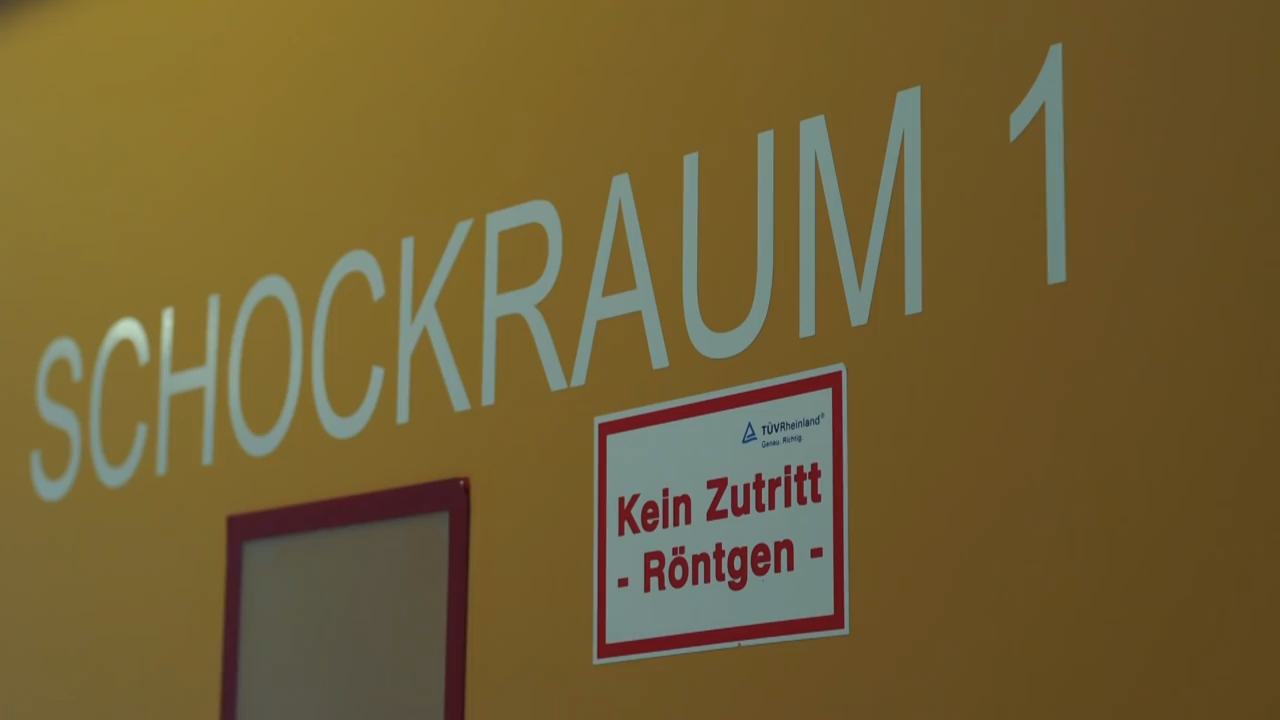 SCHOCKRAUM 1
TÜVRheinland®
Genau. Richtig.
Kein Zutritt
- Röntgen -